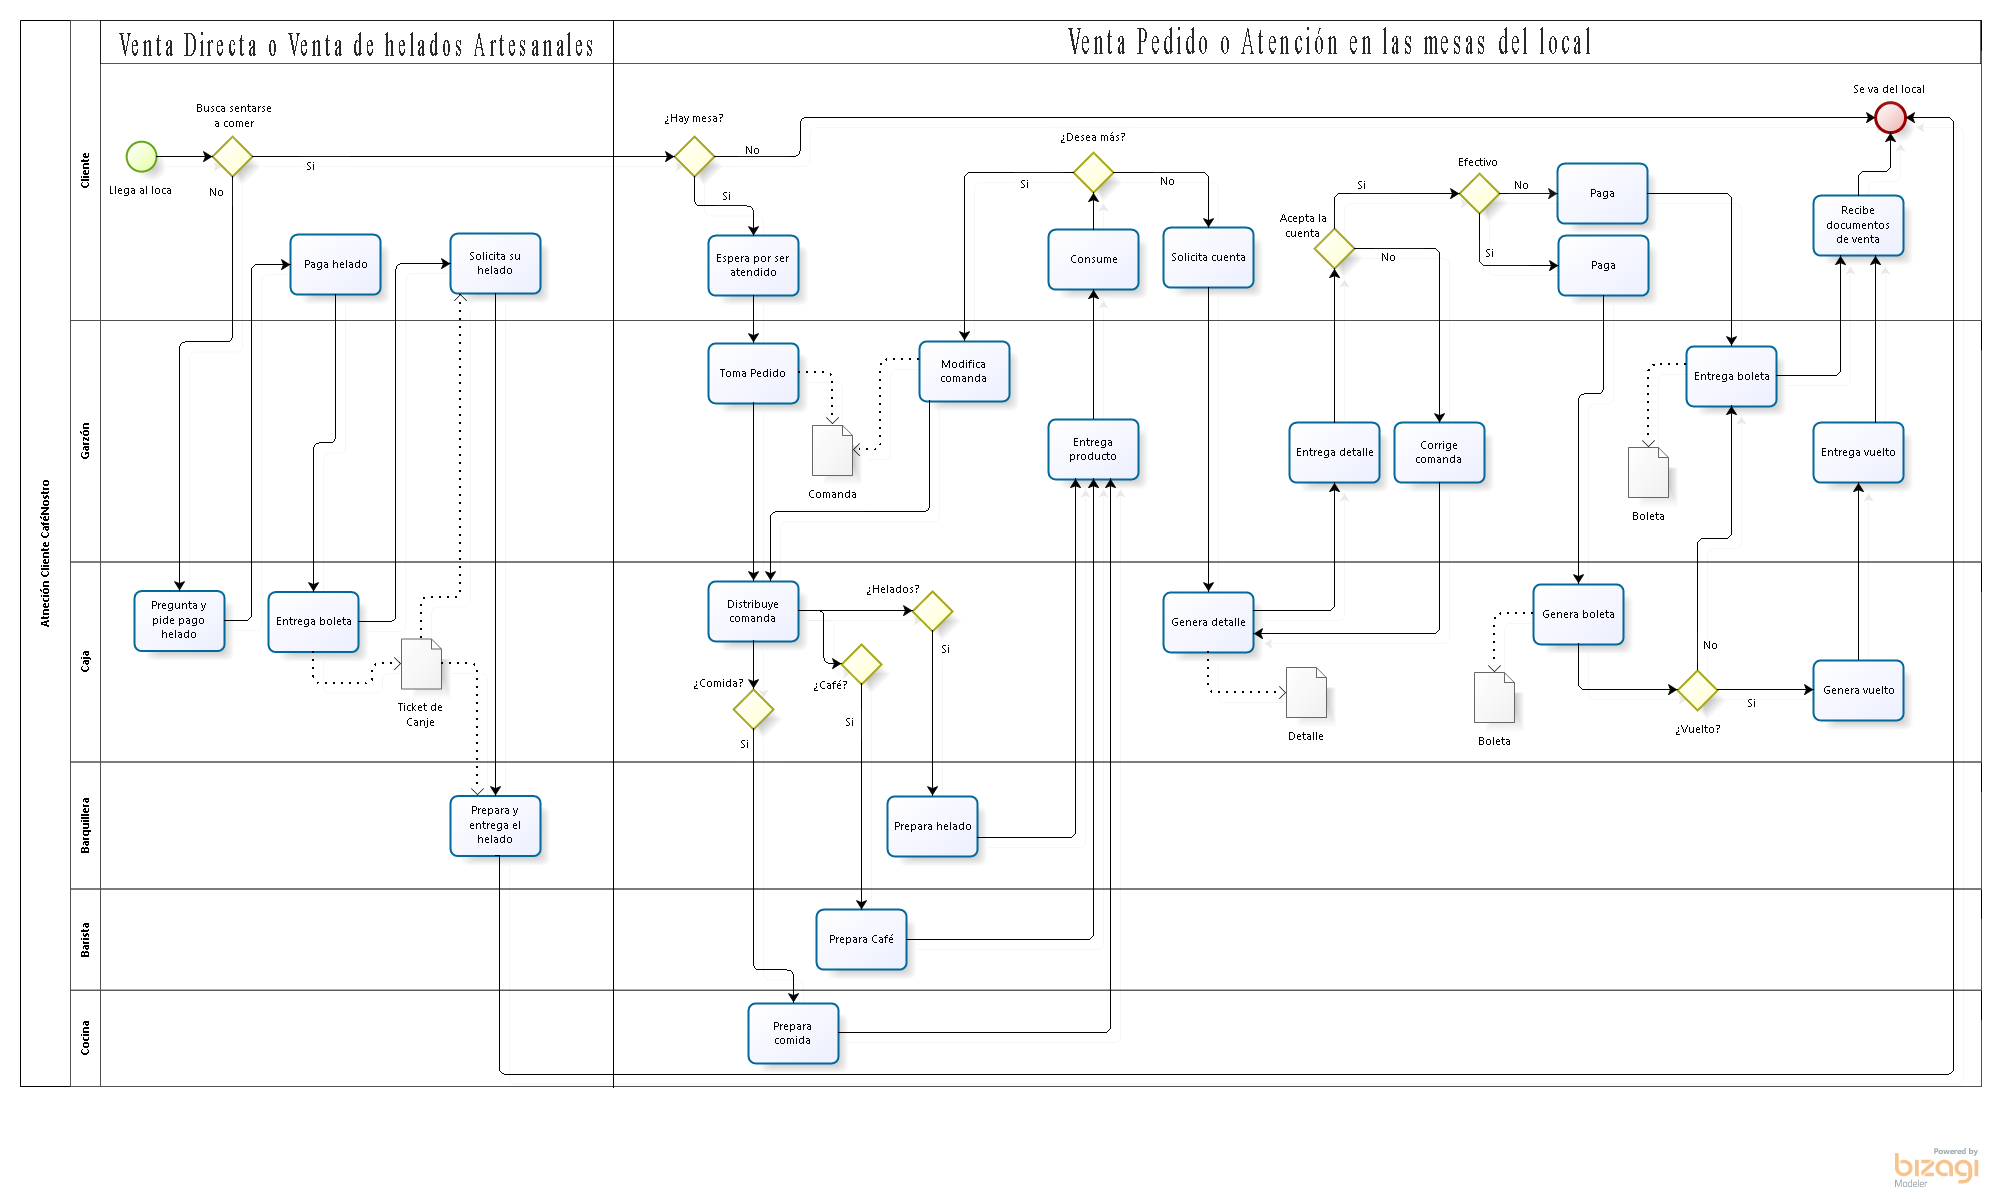 Venta Directa o Venta de helados Artesanales
Venta Pedido o Atención en las mesas del local
Atneción Cliente CaféNostro
Cliente
Busca sentarse
a comer
Llega al loca
Si
No
Paga helado
Solicita su
helado
¿Hay mesa?
No
Si
Espera por ser
atendido
¿Desea más?
Si
No
Consume
Solicita cuenta
Acepta la
cuenta
Si
No
Efectivo
No
Si
Paga
Paga
Se va del local
Recibe
documentos
de venta
Garzón
Toma Pedido
Modifica
comanda
Comanda
Entrega
producto
Entrega detalle
Corrige
comanda
Entrega boleta
Boleta
Entrega vuelto
Caja
Pregunta y
pide pago
helado
Entrega boleta
Ticket de
Canje
Distribuye
comanda
¿Helados?
Si
¿Café?
Si
¿Comida?
Si
Genera detalle
Detalle
Genera boleta
Boleta
No
¿Vuelto?
Si
Genera vuelto
Barquillera
Prepara y
entrega el
helado
Prepara helado
Barista
Prepara Café
Cocina
Prepara
comida
Powered by
bizagi
Modeler